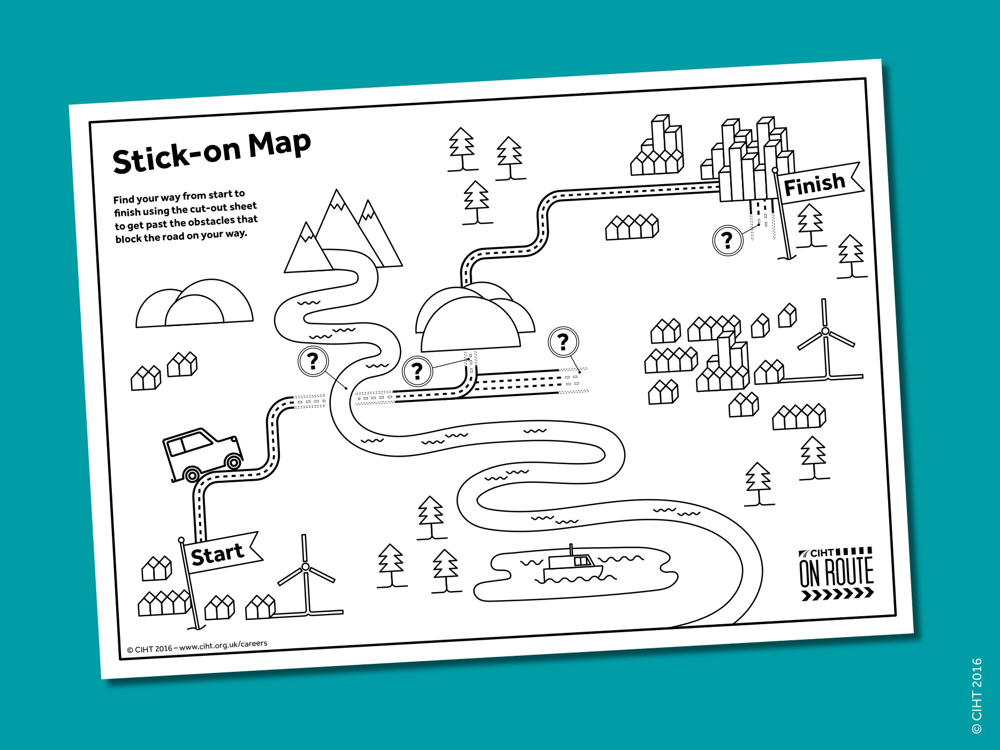 Stick-on Map
Find your way from start to
finish using the cut-out sheet
to get past the obstacles that
block the road on your way.
Finish
?
?
?
?
Start
CIHT
ON ROUTE
© CIHT 2016 – www.ciht.org.uk/careers
© CIHT 2016